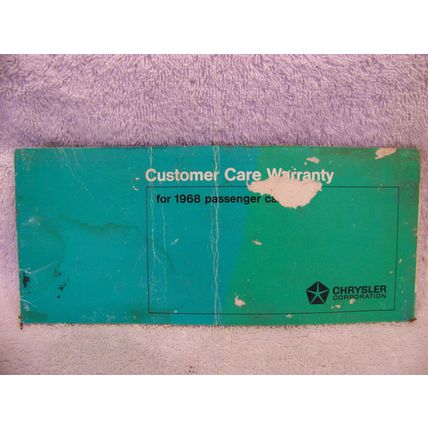 Customer Care Warranty
for 1968 passenger
CHRYSLER
CORPORATION